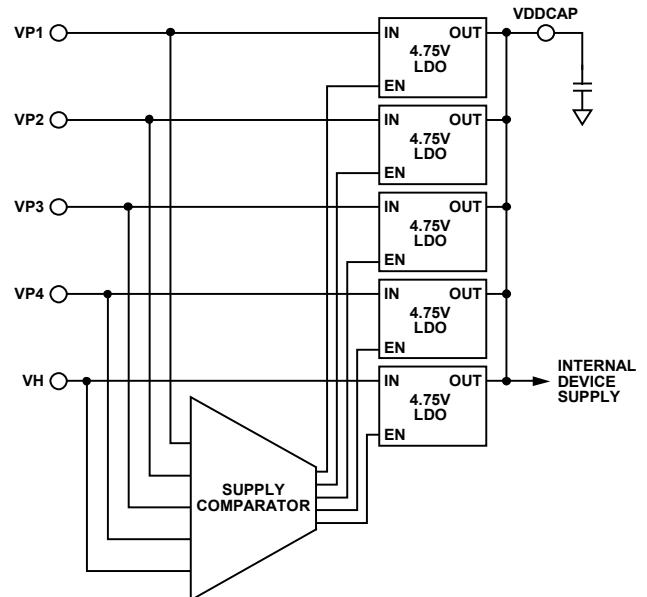 VDDCAP
VP1
IN OUT
4.75V
LDO
EN
VP2
IN OUT
4.75V
LDO
EN
VP3
IN OUT
4.75V
LDO
EN
VP4
IN OUT
4.75V
LDO
EN
VH
IN OUT
4.75V
LDO
EN
INTERNAL
DEVICE
SUPPLY
SUPPLY
COMPARATOR